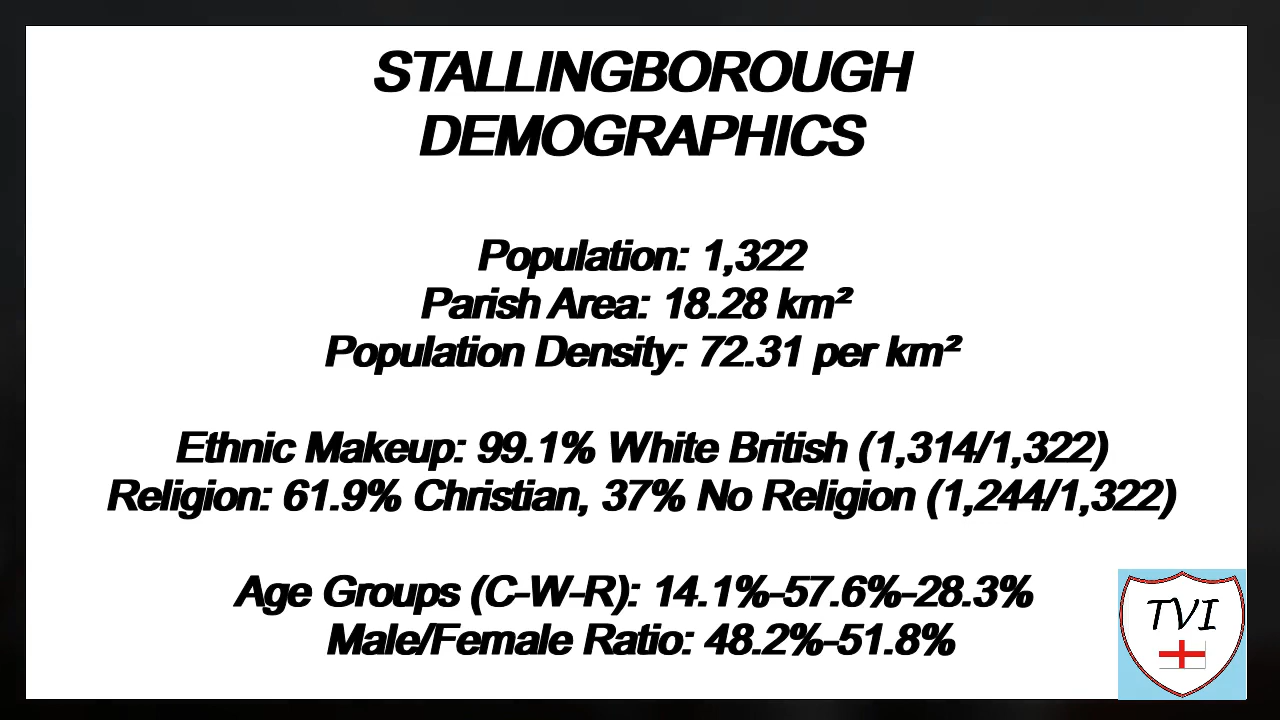 STALLINGBOROUGH
DEMOGRAPHICS
Population: 1,322
Parish Area: 18.28 km²
Population Density: 72.31 per km²
Ethnic Makeup: 99.1% White British (1,314/1,322)
Religion: 61.9% Christian, 37% No Religion (1,244/1,322)
Age Groups (C-W-R): 14.1%-57.6%-28.3%
Male/Female Ratio: 48.2%-51.8%
TVI